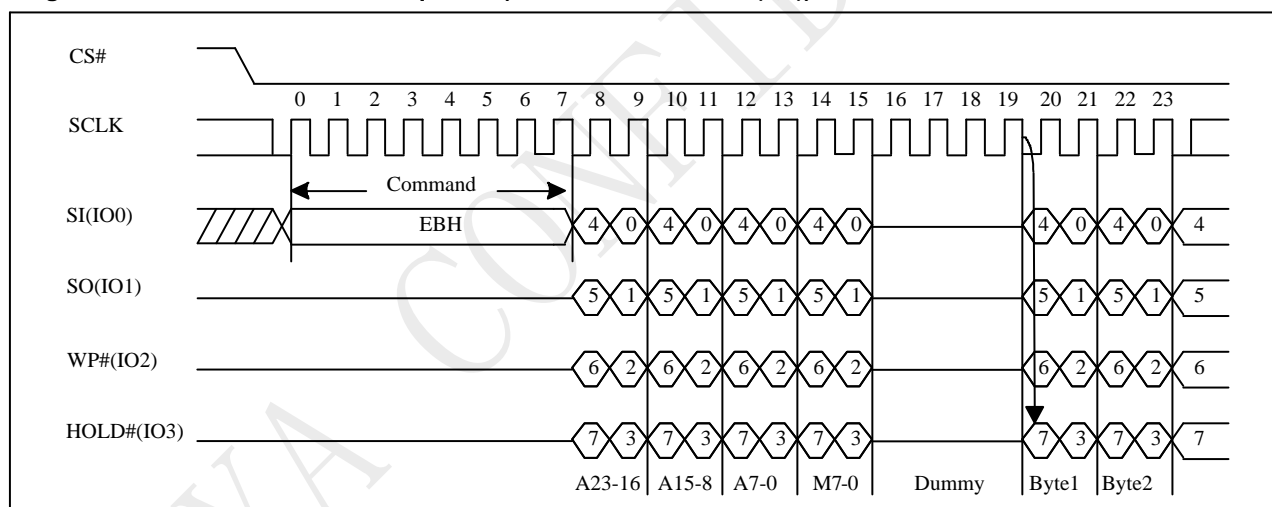 CS#
0 1 2 3 4 5 6 7 8 9 10 11 12 13 14 15 16 17 18 19 20 21 22 23
SCLK
Command
SI(IO0) EBH 4 0 4 0 4 0 4 0 4 0 4 0 4
SO(IO1) 5 1 5 1 5 1 5 1 5 1 5 1 5
WP#(IO2) 6 2 6 2 6 2 6 2 6 2 6 2 6
HOLD#(IO3) 7 3 7 3 7 3 7 3 7 3 7 3 7
A23-16 A15-8 A7-0 M7-0 Dummy Byte1 Byte2